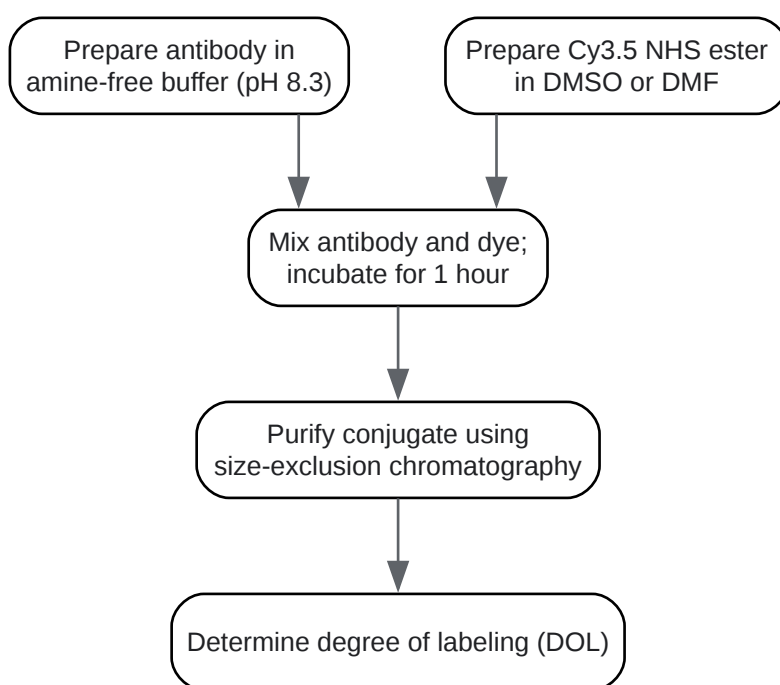 Prepare antibody in
amine-free buffer (pH 8.3)
Prepare Cy3.5 NHS ester
in DMSO or DMF
Mix antibody and dye;
incubate for 1 hour
Purify conjugate using
size-exclusion chromatography
Determine degree of labeling (DOL)